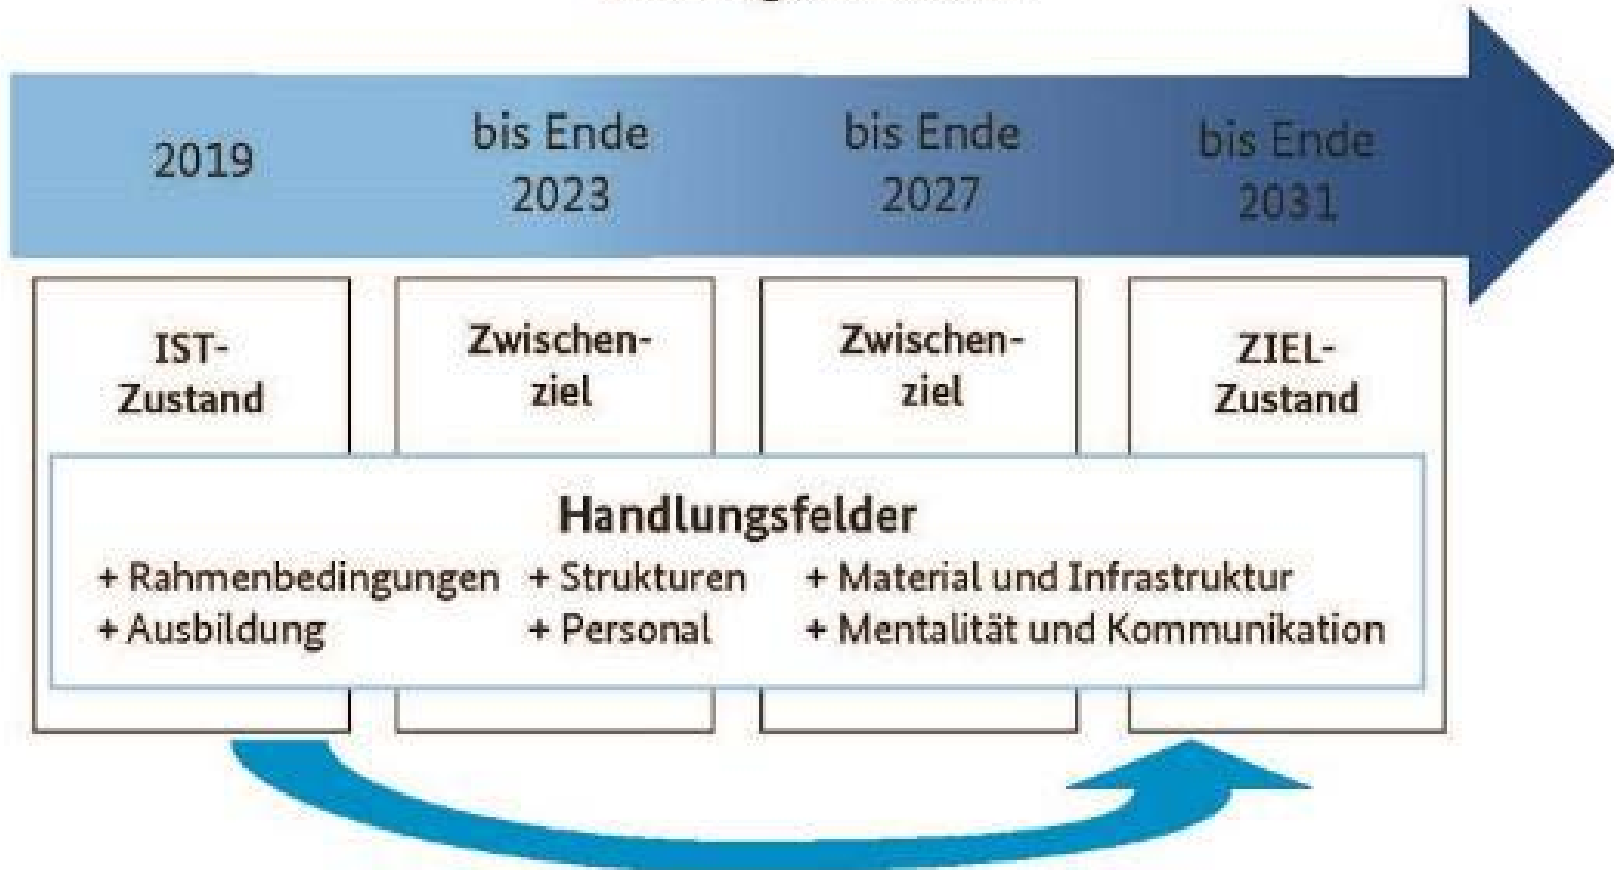 2019
bis Ende
2023
bis Ende
2027
bis Ende
2031
IST-
Zustand
Zwischen-
ziel
Zwischen-
ziel
ZIEL-
Zustand
Handlungsfelder
+ Rahmenbedingungen + Strukturen + Material und Infrastruktur
+ Ausbildung + Personal + Mentalität und Kommunikation